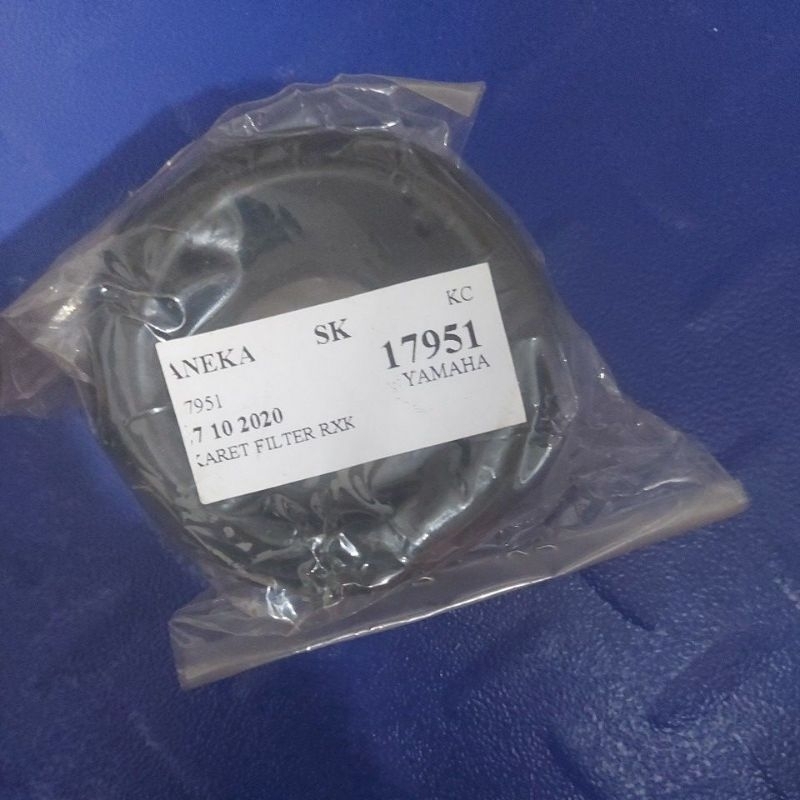 ANEKA SK KC
17951
7951 YAMAHA
7 10 2020
KARET FILTER RXK